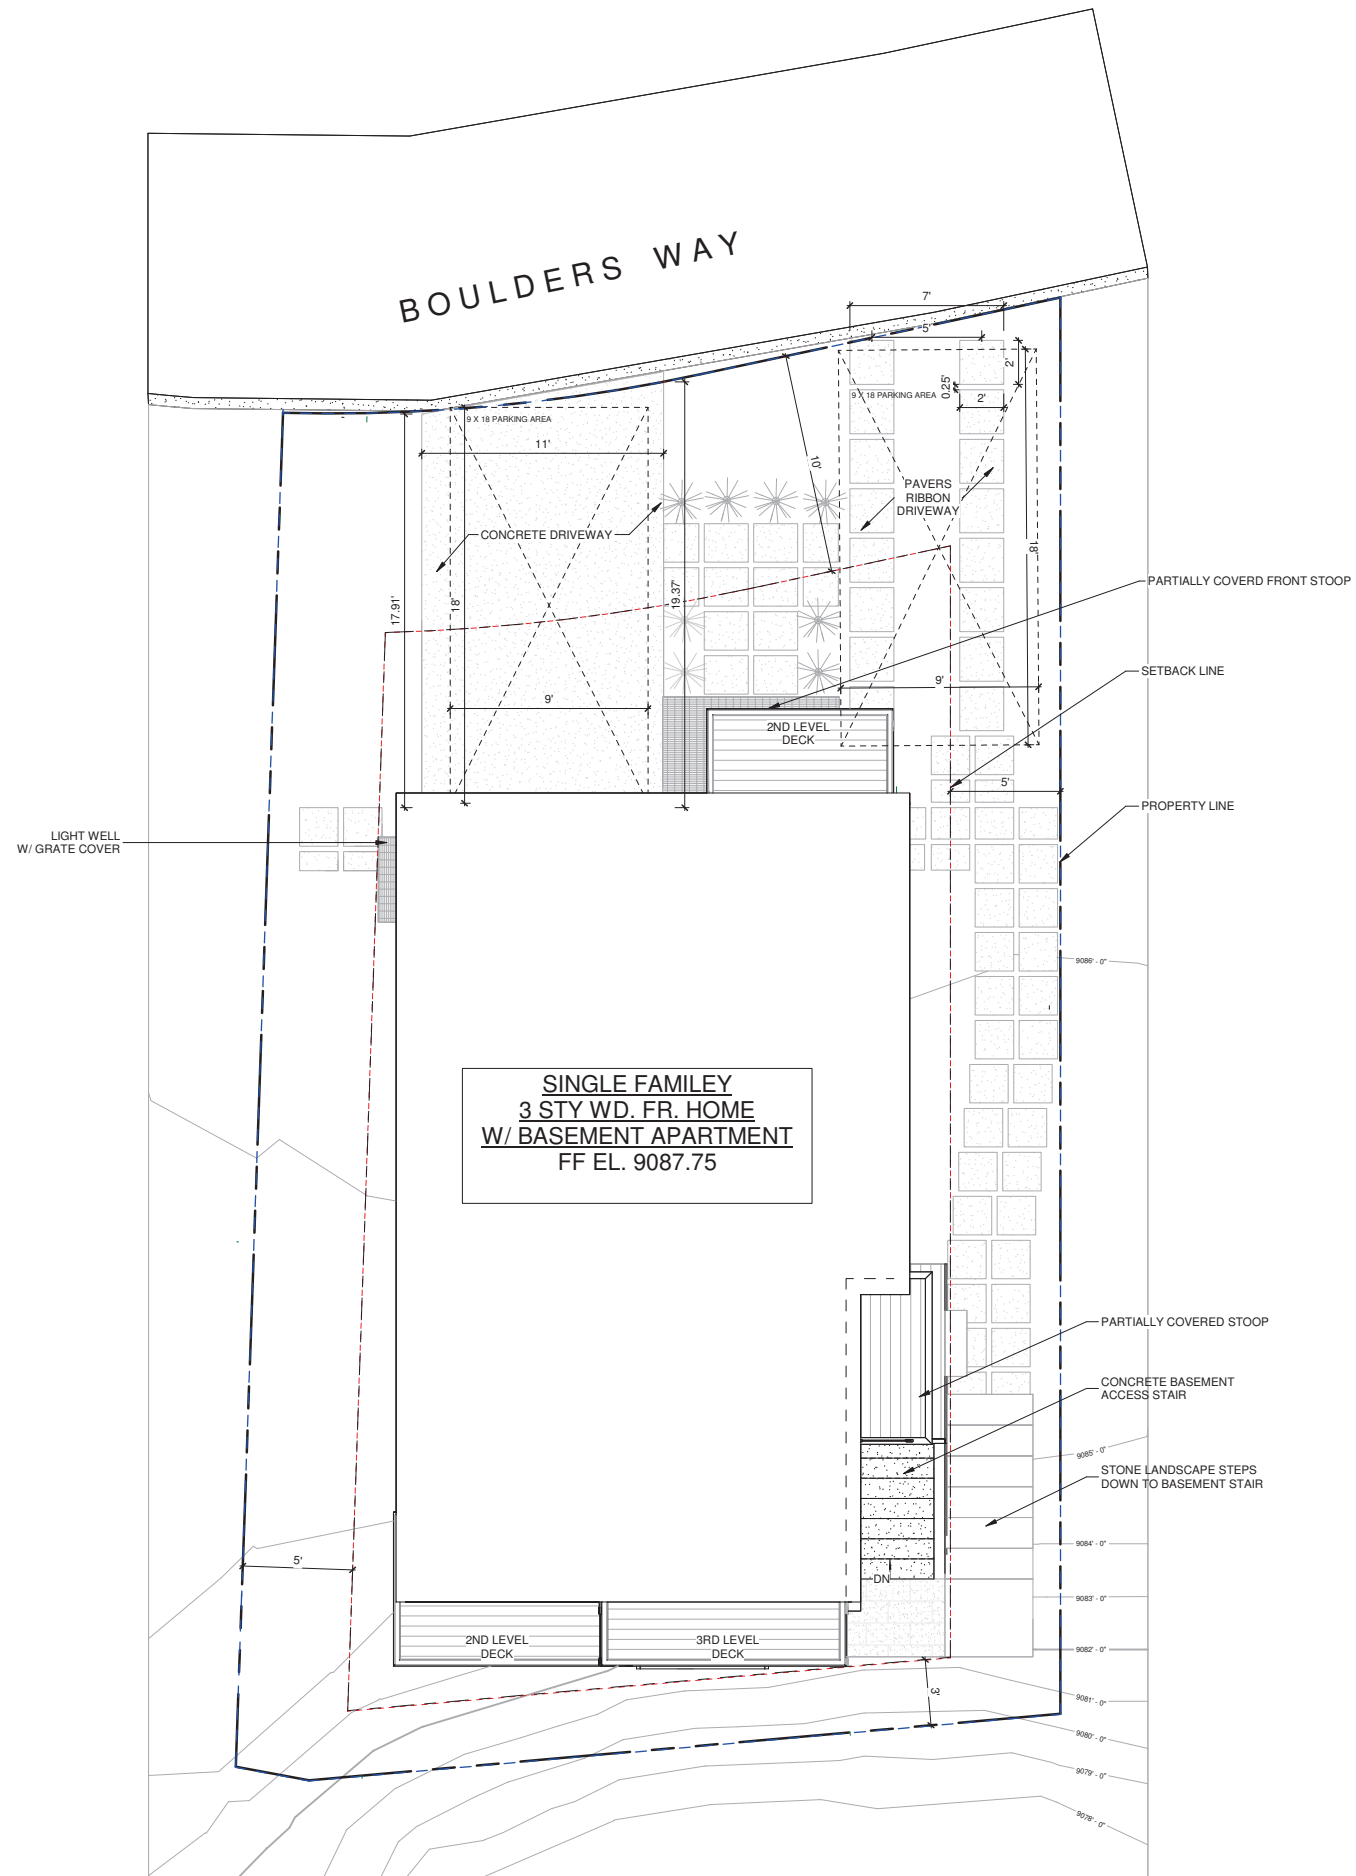 BOULDERS WAY
7'
5'
2'
0.25'
2'
9 X 18 PARKING AREA
9 X 18 PARKING AREA
11'
10'
PAVERS
RIBBON
DRIVEWAY
CONCRETE DRIVEWAY
18'
17.91'
18'
19.37'
PARTIALLY COVERD FRONT STOOP
SETBACK LINE
9'
9'
2ND LEVEL
DECK
5'
PROPERTY LINE
LIGHT WELL
W/ GRATE COVER
9086' - 0"
SINGLE FAMILEY
3 STY WD. FR. HOME
W/ BASEMENT APARTMENT
FF EL. 9087.75
PARTIALLY COVERED STOOP
CONCRETE BASEMENT
ACCESS STAIR
9085' - 0"
STONE LANDSCAPE STEPS
DOWN TO BASEMENT STAIR
9084' - 0"
5'
DN
9083' - 0"
2ND LEVEL
DECK
3RD LEVEL
DECK
9082' - 0"
3'
9081' - 0"
9080' - 0"
9079' - 0"
9078' - 0"